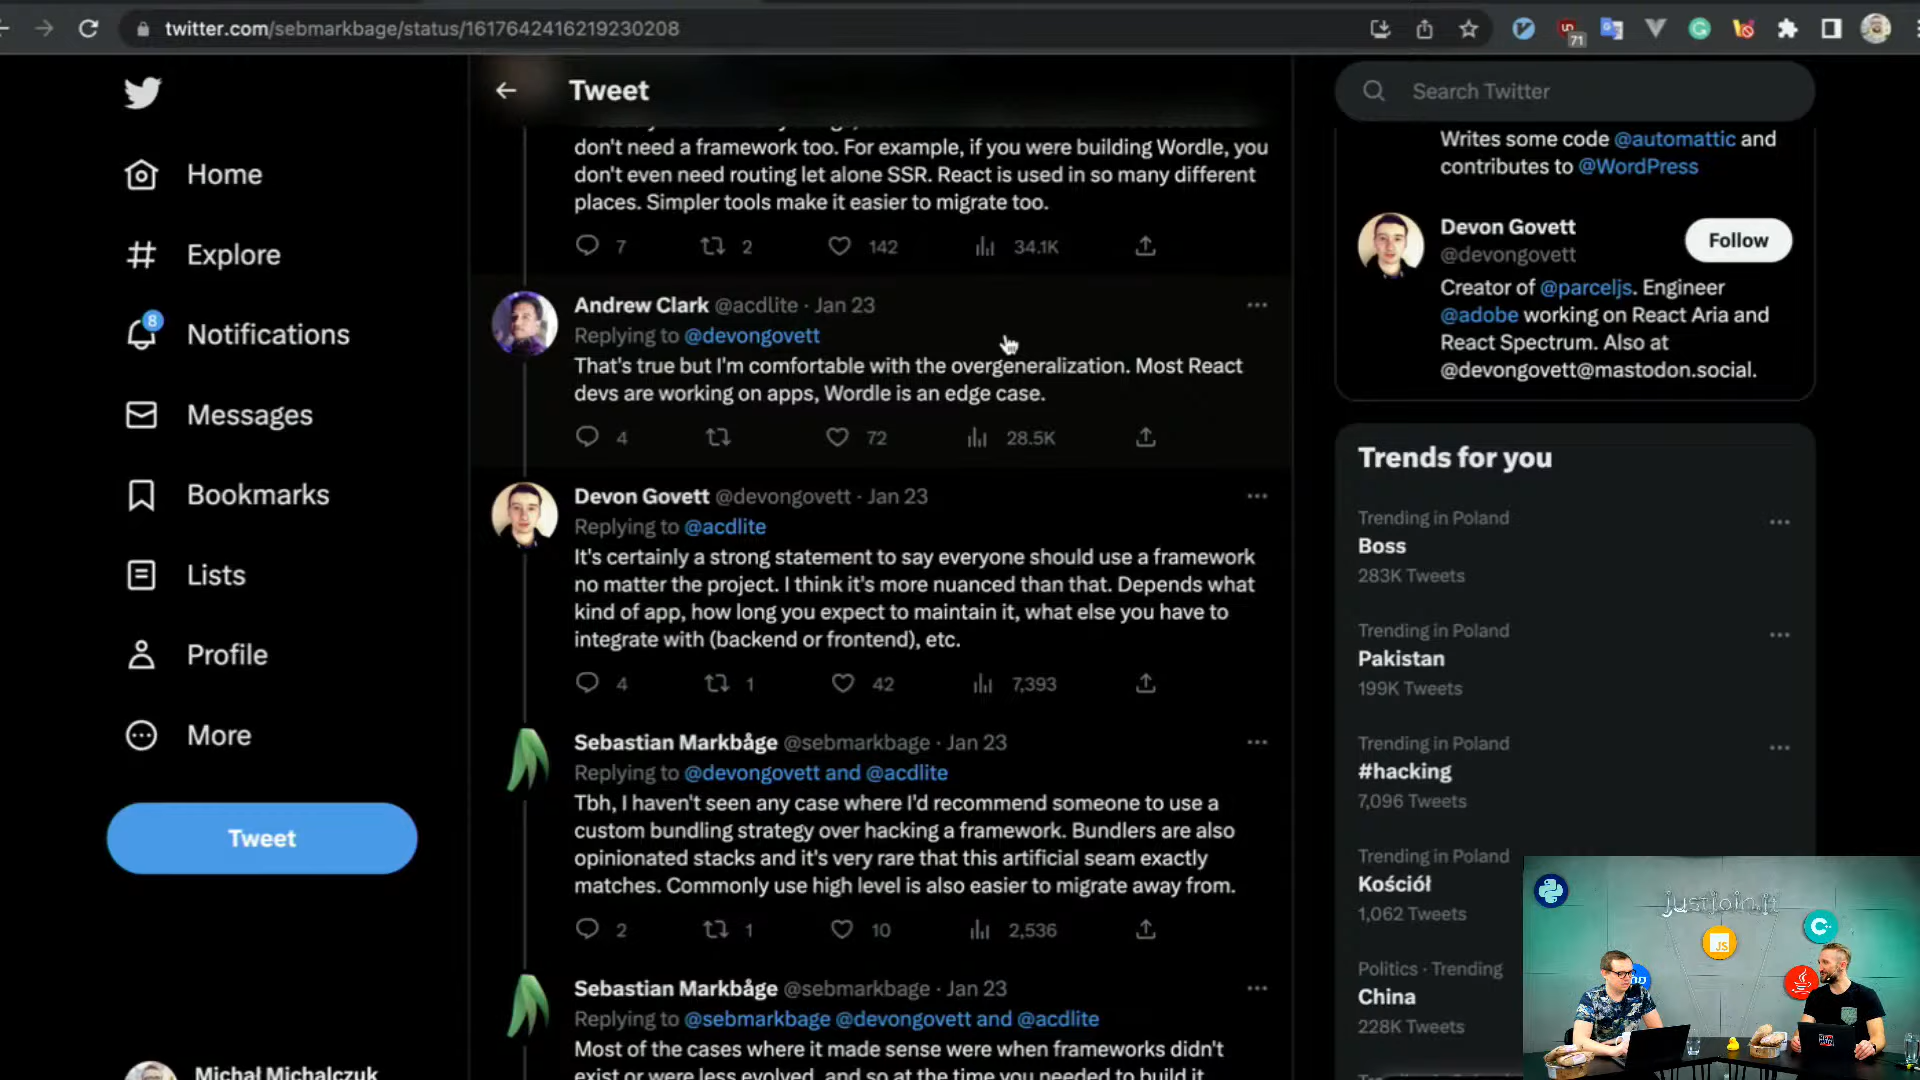 twitter.com/sebmarkbage/status/1617642416219230208
71
Tweet
Search Twitter
Home
Explore
8
Notifications
Messages
Bookmarks
Lists
Profile
More
Tweet
Michał Michalczuk
don't need a framework too. For example, if you were building Wordle, you
don't even need routing let alone SSR. React is used in so many different
places. Simpler tools make it easier to migrate too.
7 2 142 34.1K
Andrew Clark @acdlite · Jan 23
Replying to @devongovett
That's true but I'm comfortable with the overgeneralization. Most React
devs are working on apps, Wordle is an edge case.
4 72 28.5K
Devon Govett @devongovett · Jan 23
Replying to @acdlite
It's certainly a strong statement to say everyone should use a framework
no matter the project. I think it's more nuanced than that. Depends what
kind of app, how long you expect to maintain it, what else you have to
integrate with (backend or frontend), etc.
4 1 42 7,393
Sebastian Markbåge @sebmarkbage · Jan 23
Replying to @devongovett and @acdlite
Tbh, I haven't seen any case where I'd recommend someone to use a
custom bundling strategy over hacking a framework. Bundlers are also
opinionated stacks and it's very rare that this artificial seam exactly
matches. Commonly use high level is also easier to migrate away from.
2 1 10 2,536
Sebastian Markbåge @sebmarkbage · Jan 23
Replying to @sebmarkbage @devongovett and @acdlite
Most of the cases where it made sense were when frameworks didn't
exist or were less evolved, and so at the time you needed to build it
Writes some code @automattic and
contributes to @WordPress
Devon Govett
@devongovett
Follow
Creator of @parceljs. Engineer
@adobe working on React Aria and
React Spectrum. Also at
@devongovett@mastodon.social.
Trends for you
Trending in Poland
Boss
283K Tweets
Trending in Poland
Pakistan
199K Tweets
Trending in Poland
#hacking
7,096 Tweets
Trending in Poland
Kościół
1,062 Tweets
Politics · Trending
China
228K Tweets
justjoin.it
JS
C